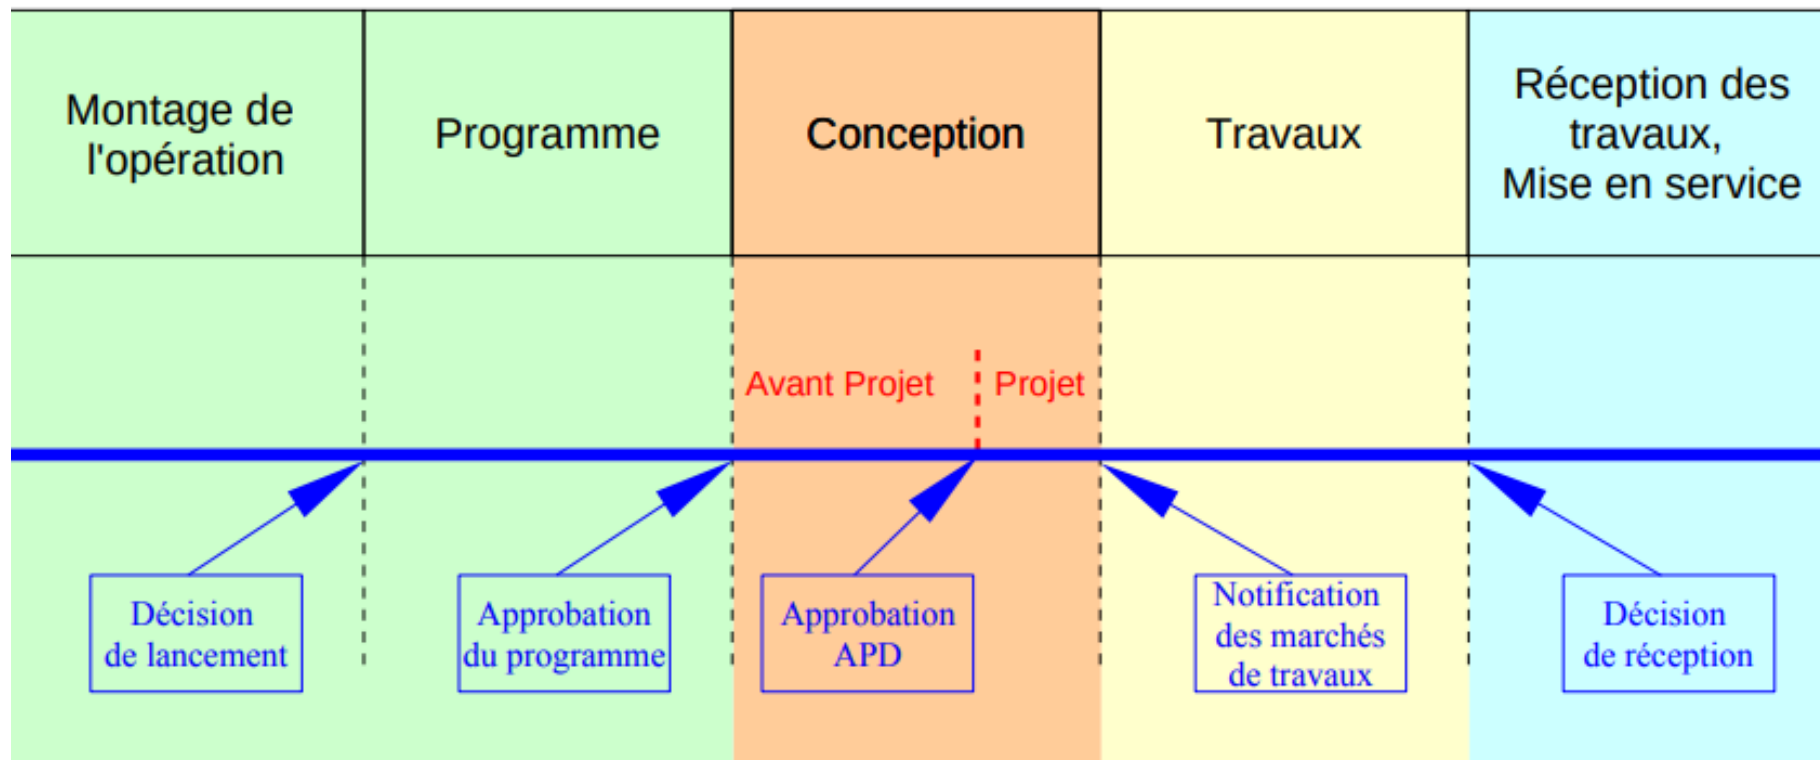 Montage de
l'opération
Programme
Conception
Travaux
Réception des
travaux,
Mise en service
Avant Projet
Projet
Décision
de lancement
Approbation
du programme
Approbation
APD
Notification
des marchés
de travaux
Décision
de réception